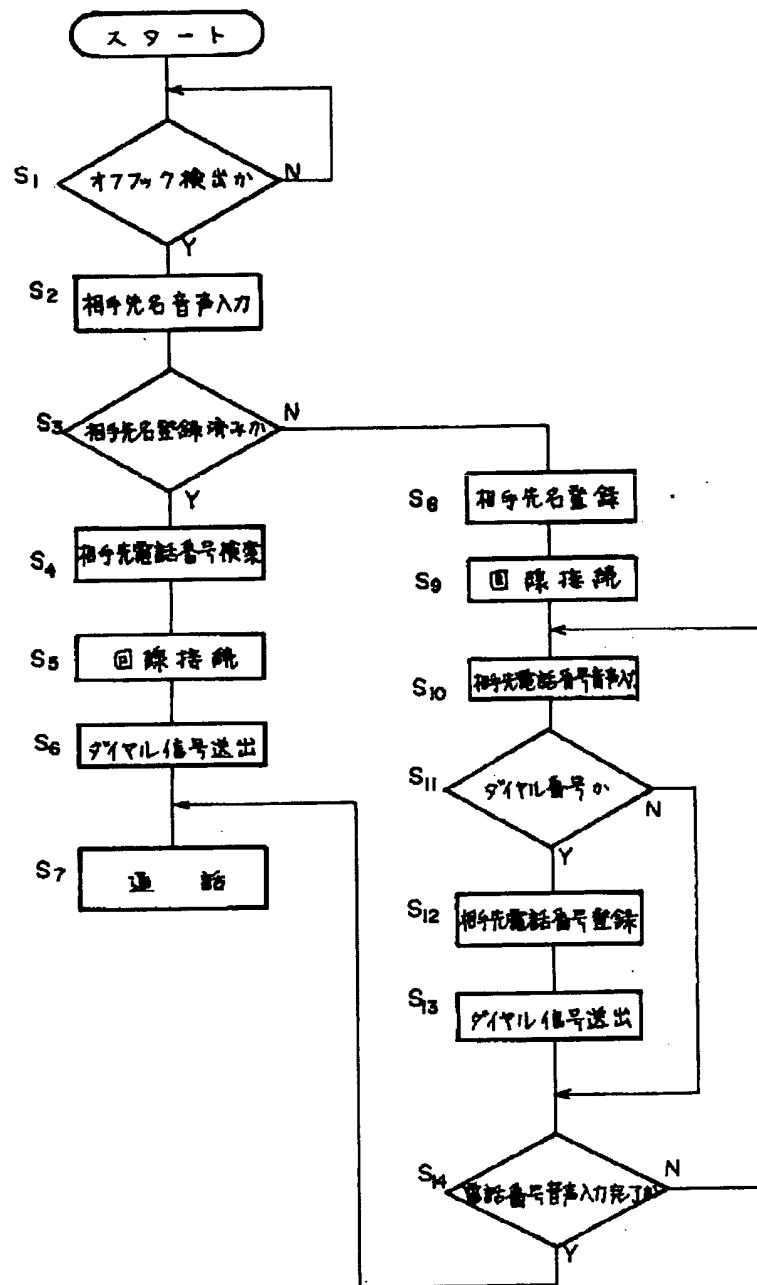 スタート
S1 オフフック検出か N
Y
S2 相手先名音声入力
S3 相手先名登録済みか N
Y
S4 相手先電話番号検索
S5 回線接続
S6 ダイヤル信号送出
S7 通話
S8 相手先名登録
S9 回線接続
S10 相手先電話番号音声入力
S11 ダイヤル番号か N
Y
S12 相手先電話番号登録
S13 ダイヤル信号送出
S14 電話番号音声入力完了か N
Y